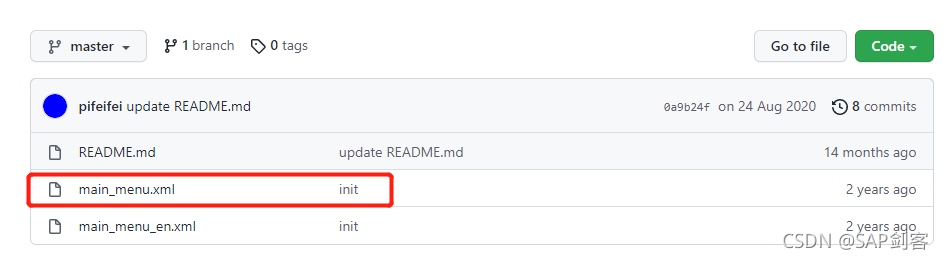 master 1 branch 0 tags Go to file Code
pifeifei update README.md 0a9b24f on 24 Aug 2020 8 commits
README.md update README.md 14 months ago
main_menu.xml init 2 years ago
main_menu_en.xml init 2 years ago
CSDN @SAP剑客